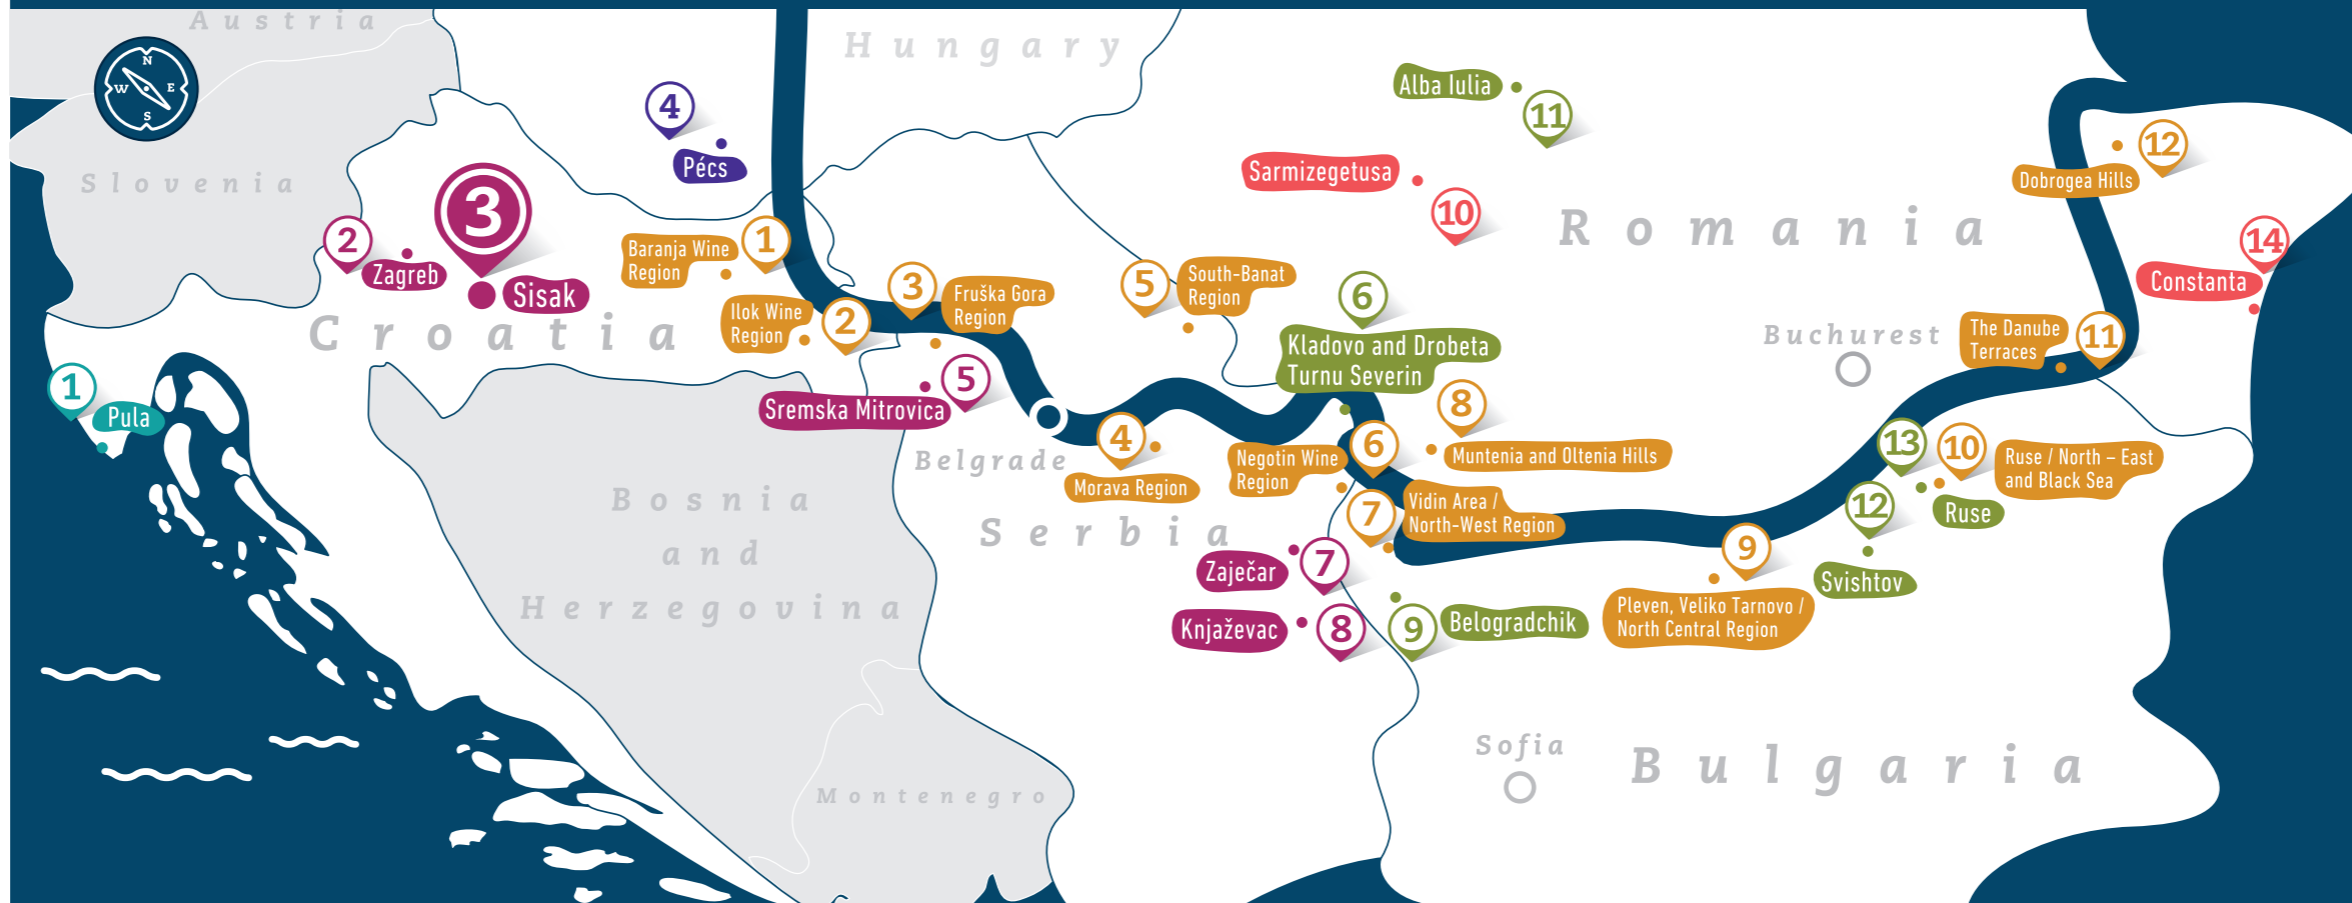 Austria
Hungary
N
W E
S
Slovenia
4
Pécs
Alba Iulia
11
Sarmizegetusa
10
Romania
12
Dobrogea Hills
14
Constanta
2
Zagreb
3
Sisak
Croatia
Baranja Wine
Region
1
Ilok Wine
Region
2
3
Fruška Gora
Region
5
South-Banat
Region
6
Kladovo and Drobeta
Turnu Severin
Buchurest
The Danube
Terraces
11
1
Pula
Sremska Mitrovica
5
Belgrade
4
Morava Region
Negotin Wine
Region
6
8
Muntenia and Oltenia Hills
13
10
Ruse / North – East
and Black Sea
Ruse
12
Svishtov
Bosnia
and
Herzegovina
Serbia
7
Vidin Area /
North-West Region
9
Pleven, Veliko Tarnovo /
North Central Region
Zaječar
7
Knjaževac
8
9
Belogradchik
Sofia
Bulgaria
Montenegro